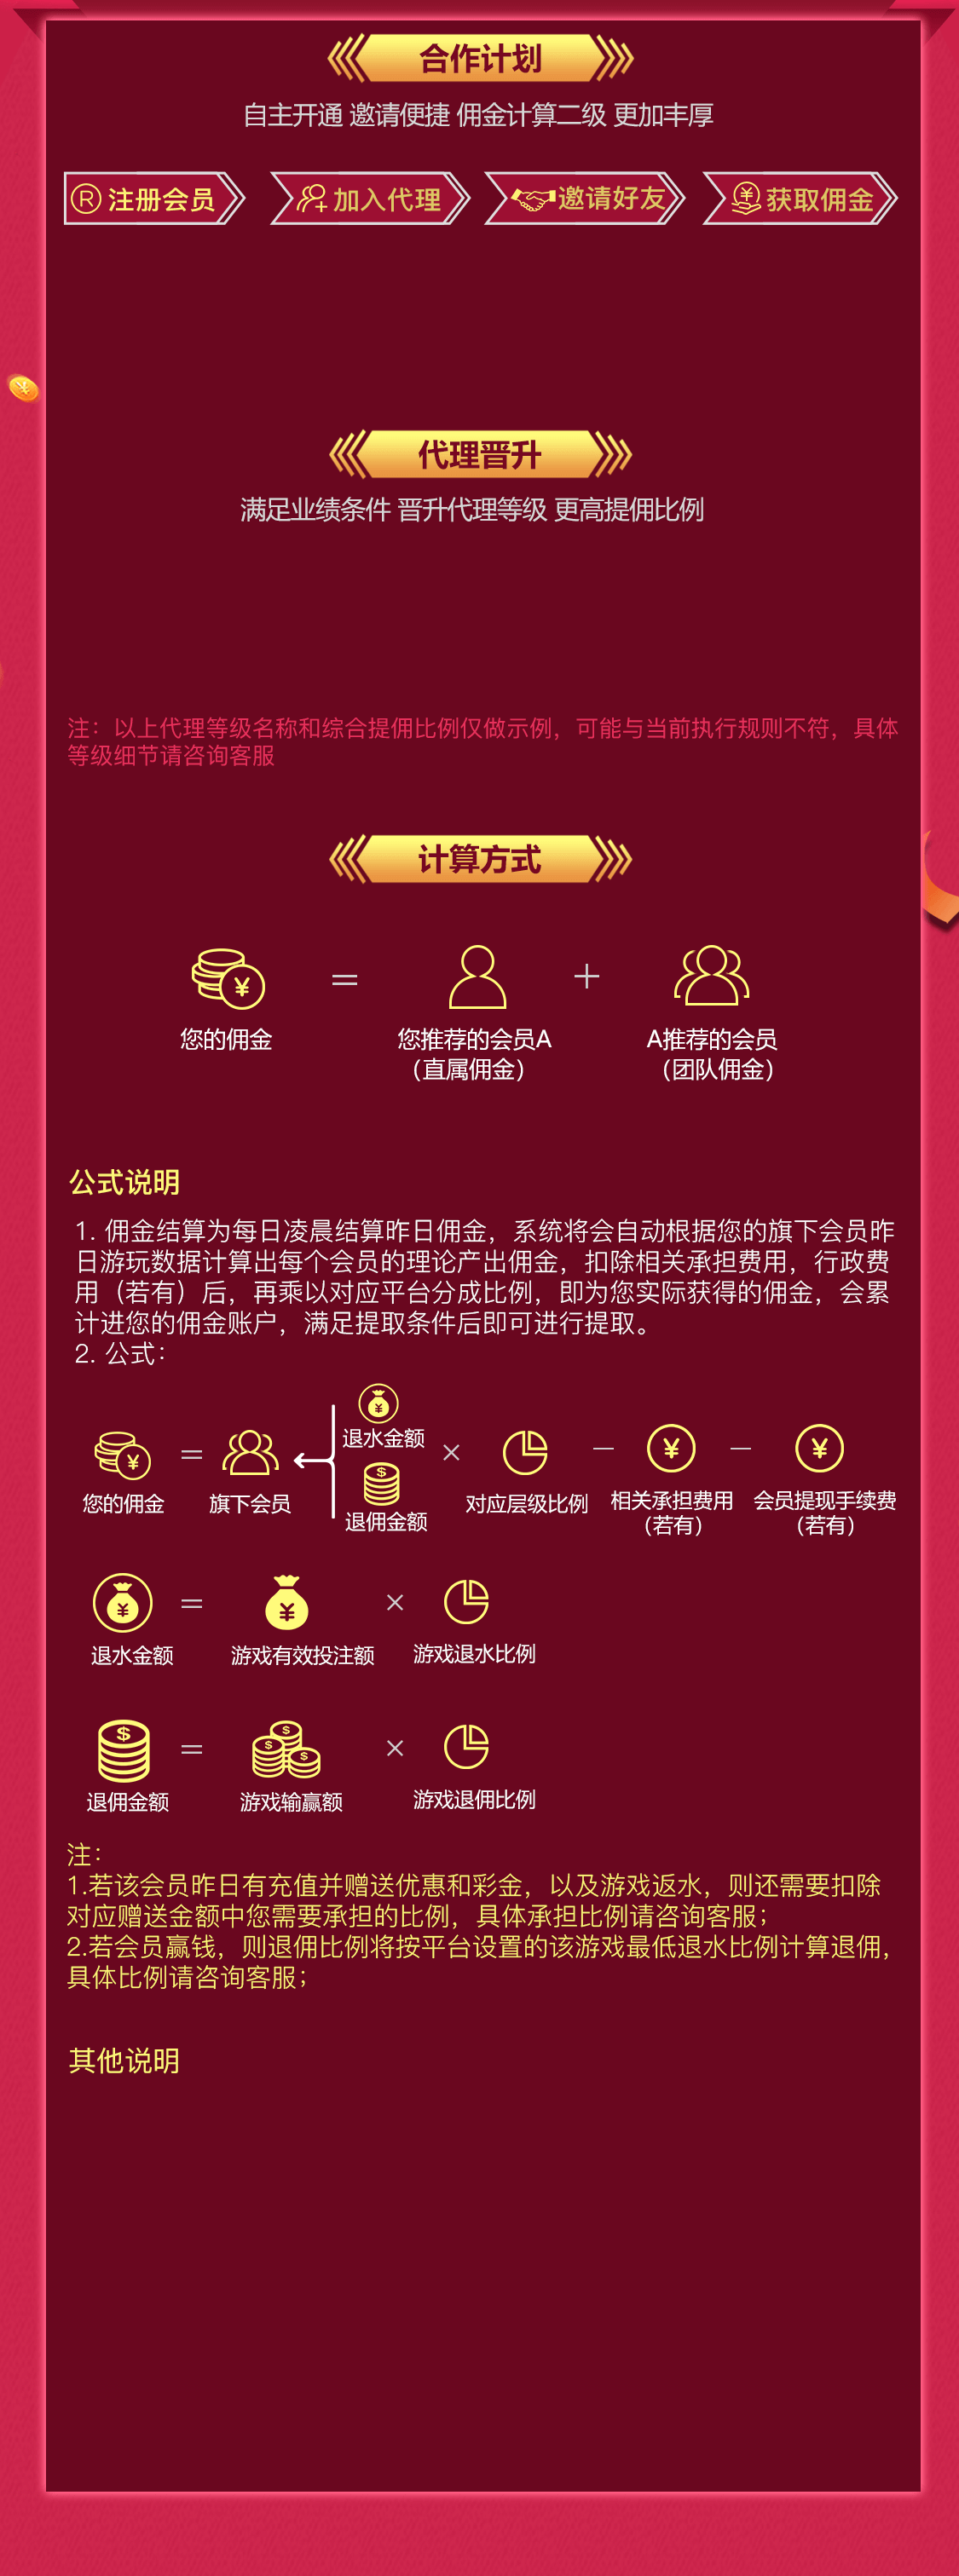 合作计划
自主开通 邀请便捷 佣金计算二级 更加丰厚
R 注册会员
加入代理
邀请好友
¥ 获取佣金
¥
代理晋升
满足业绩条件 晋升代理等级 更高提佣比例
注：以上代理等级名称和综合提佣比例仅做示例，可能与当前执行规则不符，具体
等级细节请咨询客服
计算方式
¥ = +
您的佣金 您推荐的会员A A推荐的会员
（直属佣金） （团队佣金）
公式说明
1. 佣金结算为每日凌晨结算昨日佣金，系统将会自动根据您的旗下会员昨
日游玩数据计算出每个会员的理论产出佣金，扣除相关承担费用，行政费
用（若有）后，再乘以对应平台分成比例，即为您实际获得的佣金，会累
计进您的佣金账户，满足提取条件后即可进行提取。
2. 公式：
¥
退水金额
¥ = × — ¥ — ¥
$
您的佣金 旗下会员 对应层级比例 相关承担费用 会员提现手续费
退佣金额 （若有） （若有）
¥ = ¥ ×
退水金额 游戏有效投注额 游戏退水比例
$ = $ $ $ ×
退佣金额 游戏输赢额 游戏退佣比例
注：
1.若该会员昨日有充值并赠送优惠和彩金，以及游戏返水，则还需要扣除
对应赠送金额中您需要承担的比例，具体承担比例请咨询客服；
2.若会员赢钱，则退佣比例将按平台设置的该游戏最低退水比例计算退佣，
具体比例请咨询客服；
其他说明